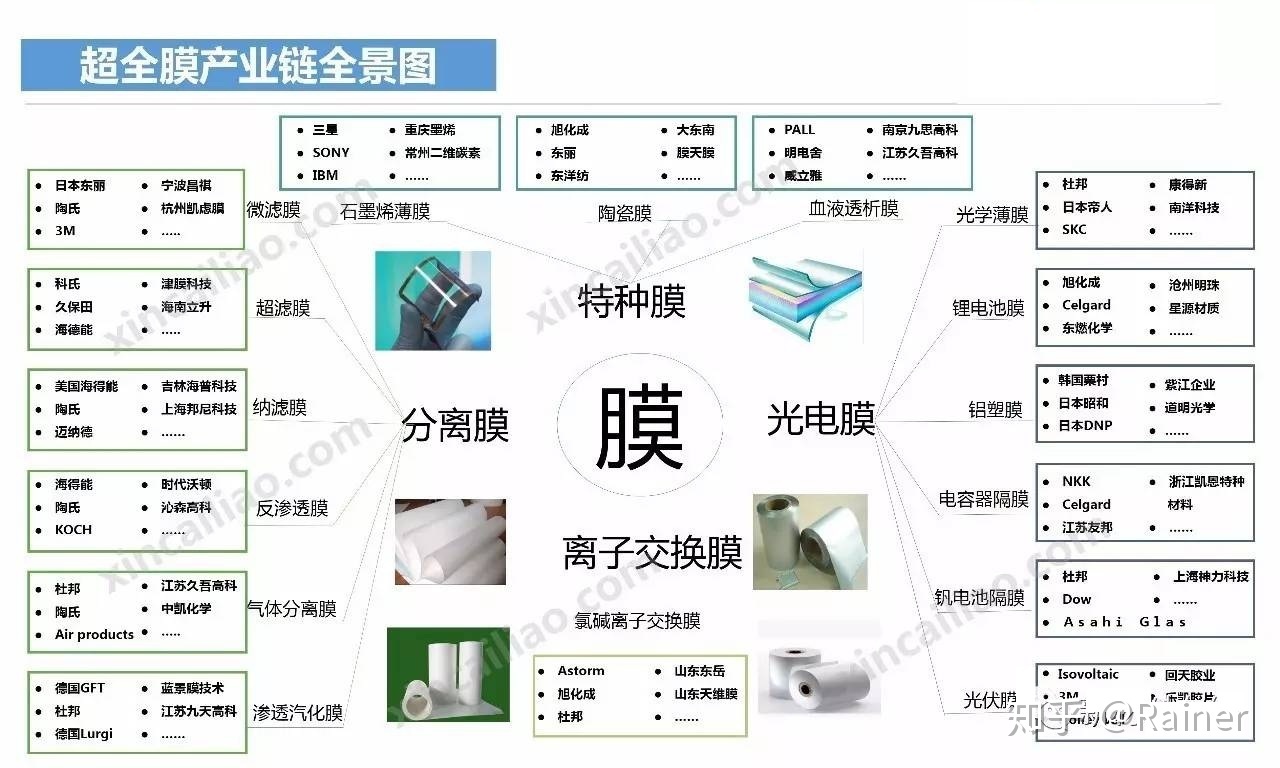 超全膜产业链全景图
三星
SONY
IBM
重庆墨烯
常州二维碳素
......
石墨烯薄膜
旭化成
东丽
东洋纺
大东南
膜天膜
......
陶瓷膜
PALL
明电舍
威立雅
南京九思高科
江苏久吾高科
......
血液透析膜
特种膜
膜
分离膜
日本东丽
陶氏
3M
宁波昌祺
杭州凯虑膜
.....
微滤膜
科氏
久保田
海德能
津膜科技
海南立升
.....
超滤膜
美国海得能
陶氏
迈纳德
吉林海普科技
上海邦尼科技
......
纳滤膜
海得能
陶氏
KOCH
时代沃顿
沁森高科
......
反渗透膜
杜邦
陶氏
Air products
江苏久吾高科
中凯化学
.....
气体分离膜
德国GFT
杜邦
德国Lurgi
蓝景膜技术
江苏九天高科
......
渗透汽化膜
离子交换膜
氯碱离子交换膜
Astorm
旭化成
杜邦
山东东岳
山东天维膜
......
光电膜
光学薄膜
杜邦
日本帝人
SKC
康得新
南洋科技
......
锂电池膜
旭化成
Celgard
东燃化学
沧州明珠
星源材质
......
铝塑膜
韩国栗村
日本昭和
日本DNP
紫江企业
道明光学
......
电容器隔膜
NKK
Celgard
江苏友邦
浙江凯恩特种
材料
......
钒电池隔膜
杜邦
Dow
Asahi Glas
上海神力科技
......
光伏膜
Isovoltaic
3M
回天胶业
乐凯胶片
知乎 @Rainer
xincailiao.com
xincailiao.com
xincailiao.com
xincailiao.com
xincailiao.com
xincailiao.com